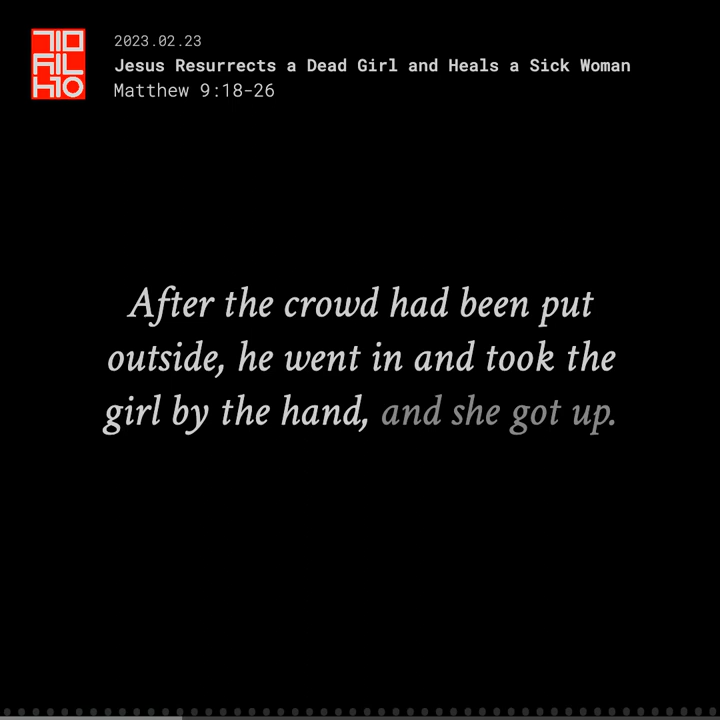 2023.02.23
Jesus Resurrects a Dead Girl and Heals a Sick Woman
Matthew 9:18-26
After the crowd had been put
outside, he went in and took the
girl by the hand, and she got up.